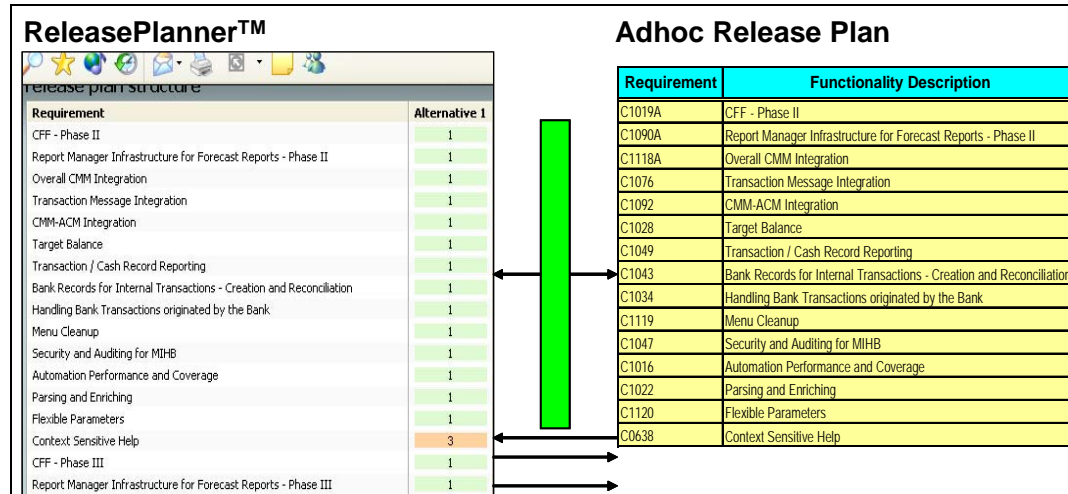 ReleasePlanner™
Adhoc Release Plan
release plan structure
Requirement Alternative 1
CFF - Phase II 1
Report Manager Infrastructure for Forecast Reports - Phase II 1
Overall CMM Integration 1
Transaction Message Integration 1
CMM-ACM Integration 1
Target Balance 1
Transaction / Cash Record Reporting 1
Bank Records for Internal Transactions - Creation and Reconciliation 1
Handling Bank Transactions originated by the Bank 1
Menu Cleanup 1
Security and Auditing for MIHB 1
Automation Performance and Coverage 1
Parsing and Enriching 1
Flexible Parameters 1
Context Sensitive Help 3
CFF - Phase III 1
Report Manager Infrastructure for Forecast Reports - Phase III 1
Requirement Functionality Description
C1019A CFF - Phase II
C1090A Report Manager Infrastructure for Forecast Reports - Phase II
C1118A Overall CMM Integration
C1076 Transaction Message Integration
C1092 CMM-ACM Integration
C1028 Target Balance
C1049 Transaction / Cash Record Reporting
C1043 Bank Records for Internal Transactions - Creation and Reconciliation
C1034 Handling Bank Transactions originated by the Bank
C1119 Menu Cleanup
C1047 Security and Auditing for MIHB
C1016 Automation Performance and Coverage
C1022 Parsing and Enriching
C1120 Flexible Parameters
C0638 Context Sensitive Help